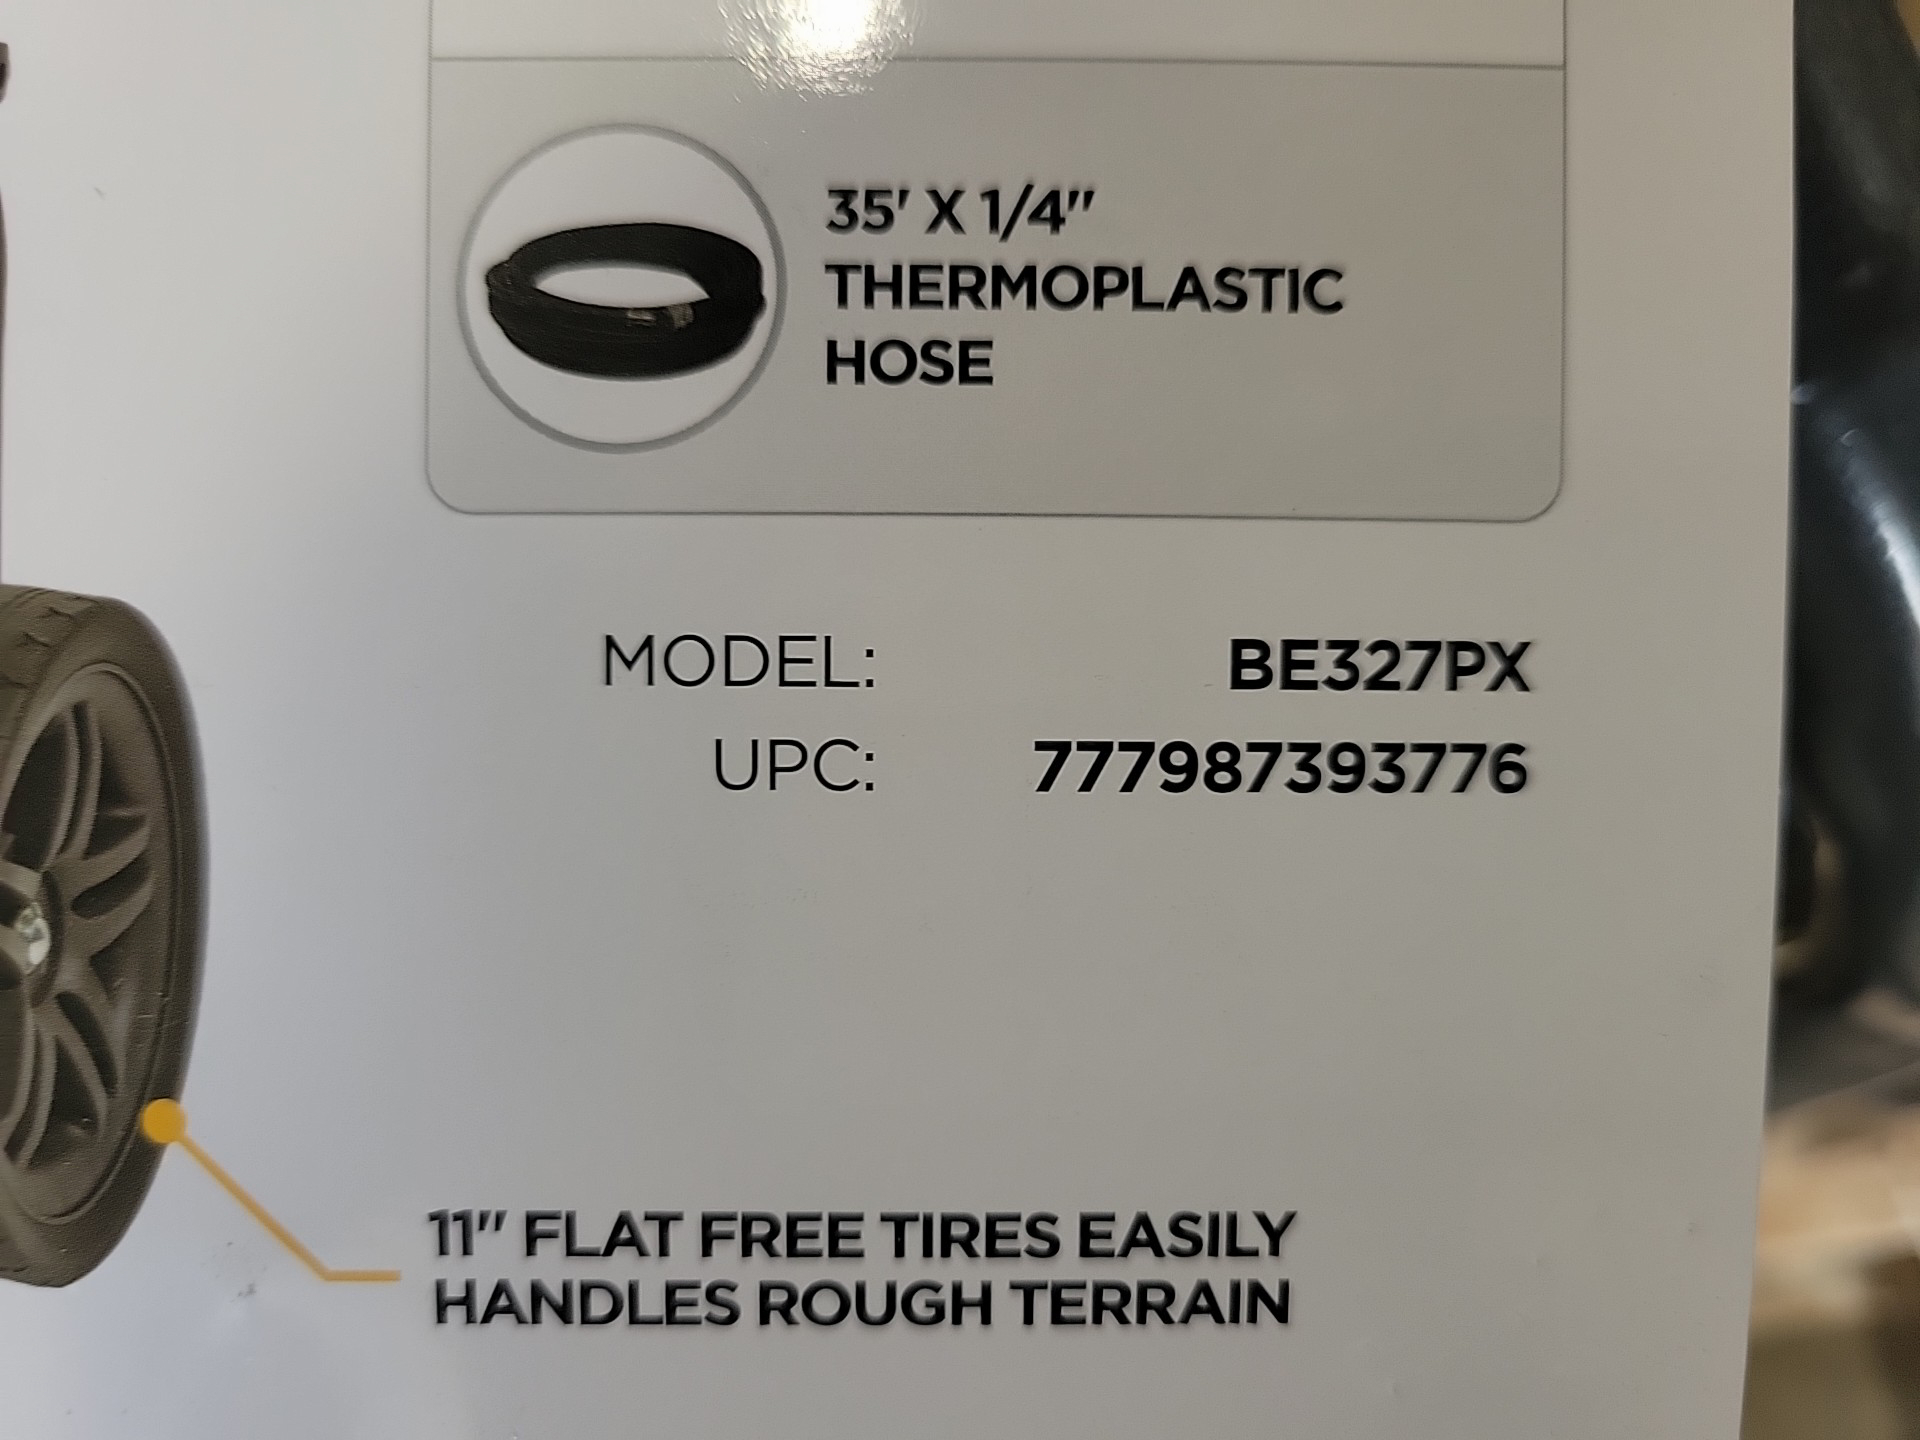 35' X 1/4"
THERMOPLASTIC
HOSE
MODEL: BE327PX
UPC: 777987393776
11" FLAT FREE TIRES EASILY
HANDLES ROUGH TERRAIN